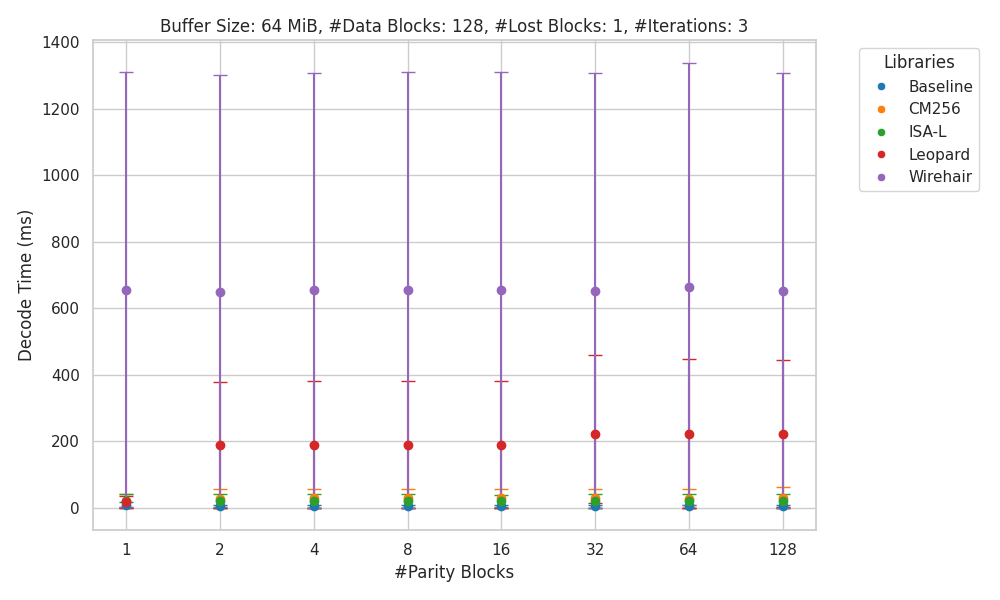 Buffer Size: 64 MiB, #Data Blocks: 128, #Lost Blocks: 1, #Iterations: 3
1400
1200
1000
800
600
400
200
0
Decode Time (ms)
1 2 4 8 16 32 64 128
#Parity Blocks
Libraries
Baseline
CM256
ISA-L
Leopard
Wirehair